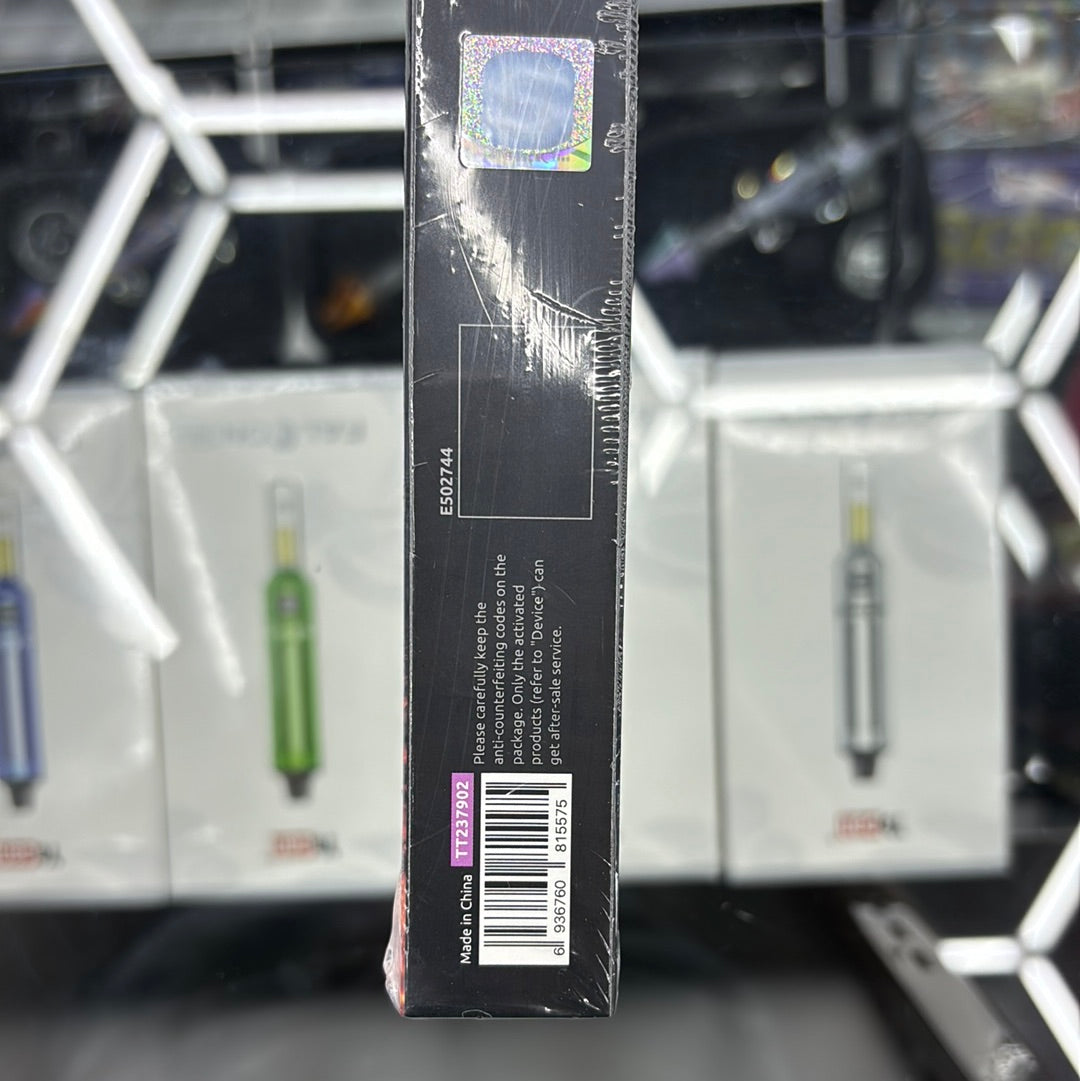 E502744
Please carefully keep the
anti-counterfeiting codes on the
package. Only the activated
products (refer to "Device") can
get after-sale service.
Made in China TT237902
6 936760 815575